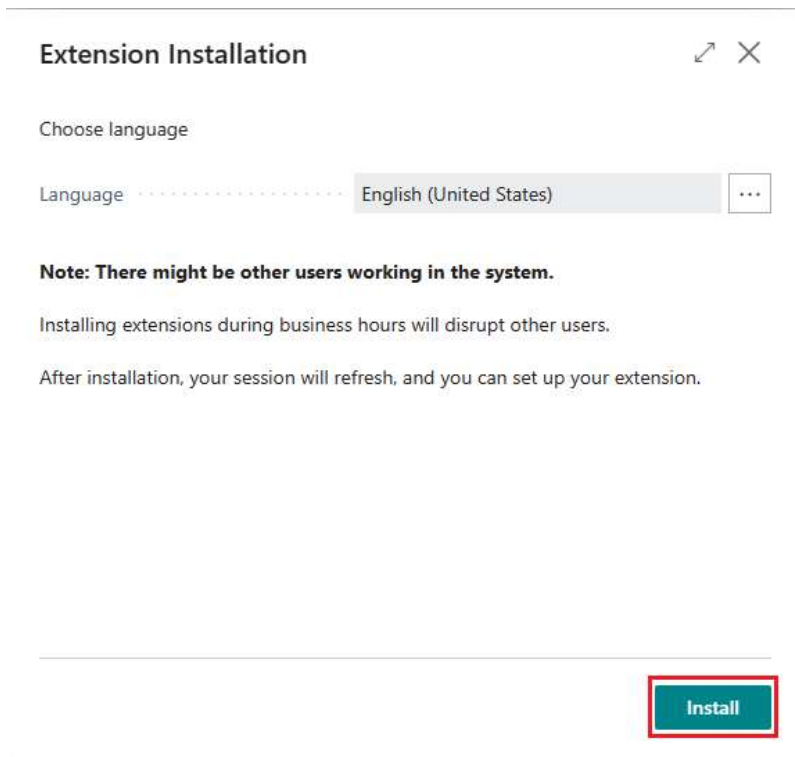 Extension Installation
Choose language
Language
English (United States)
Note: There might be other users working in the system.
Installing extensions during business hours will disrupt other users.
After installation, your session will refresh, and you can set up your extension.
Install